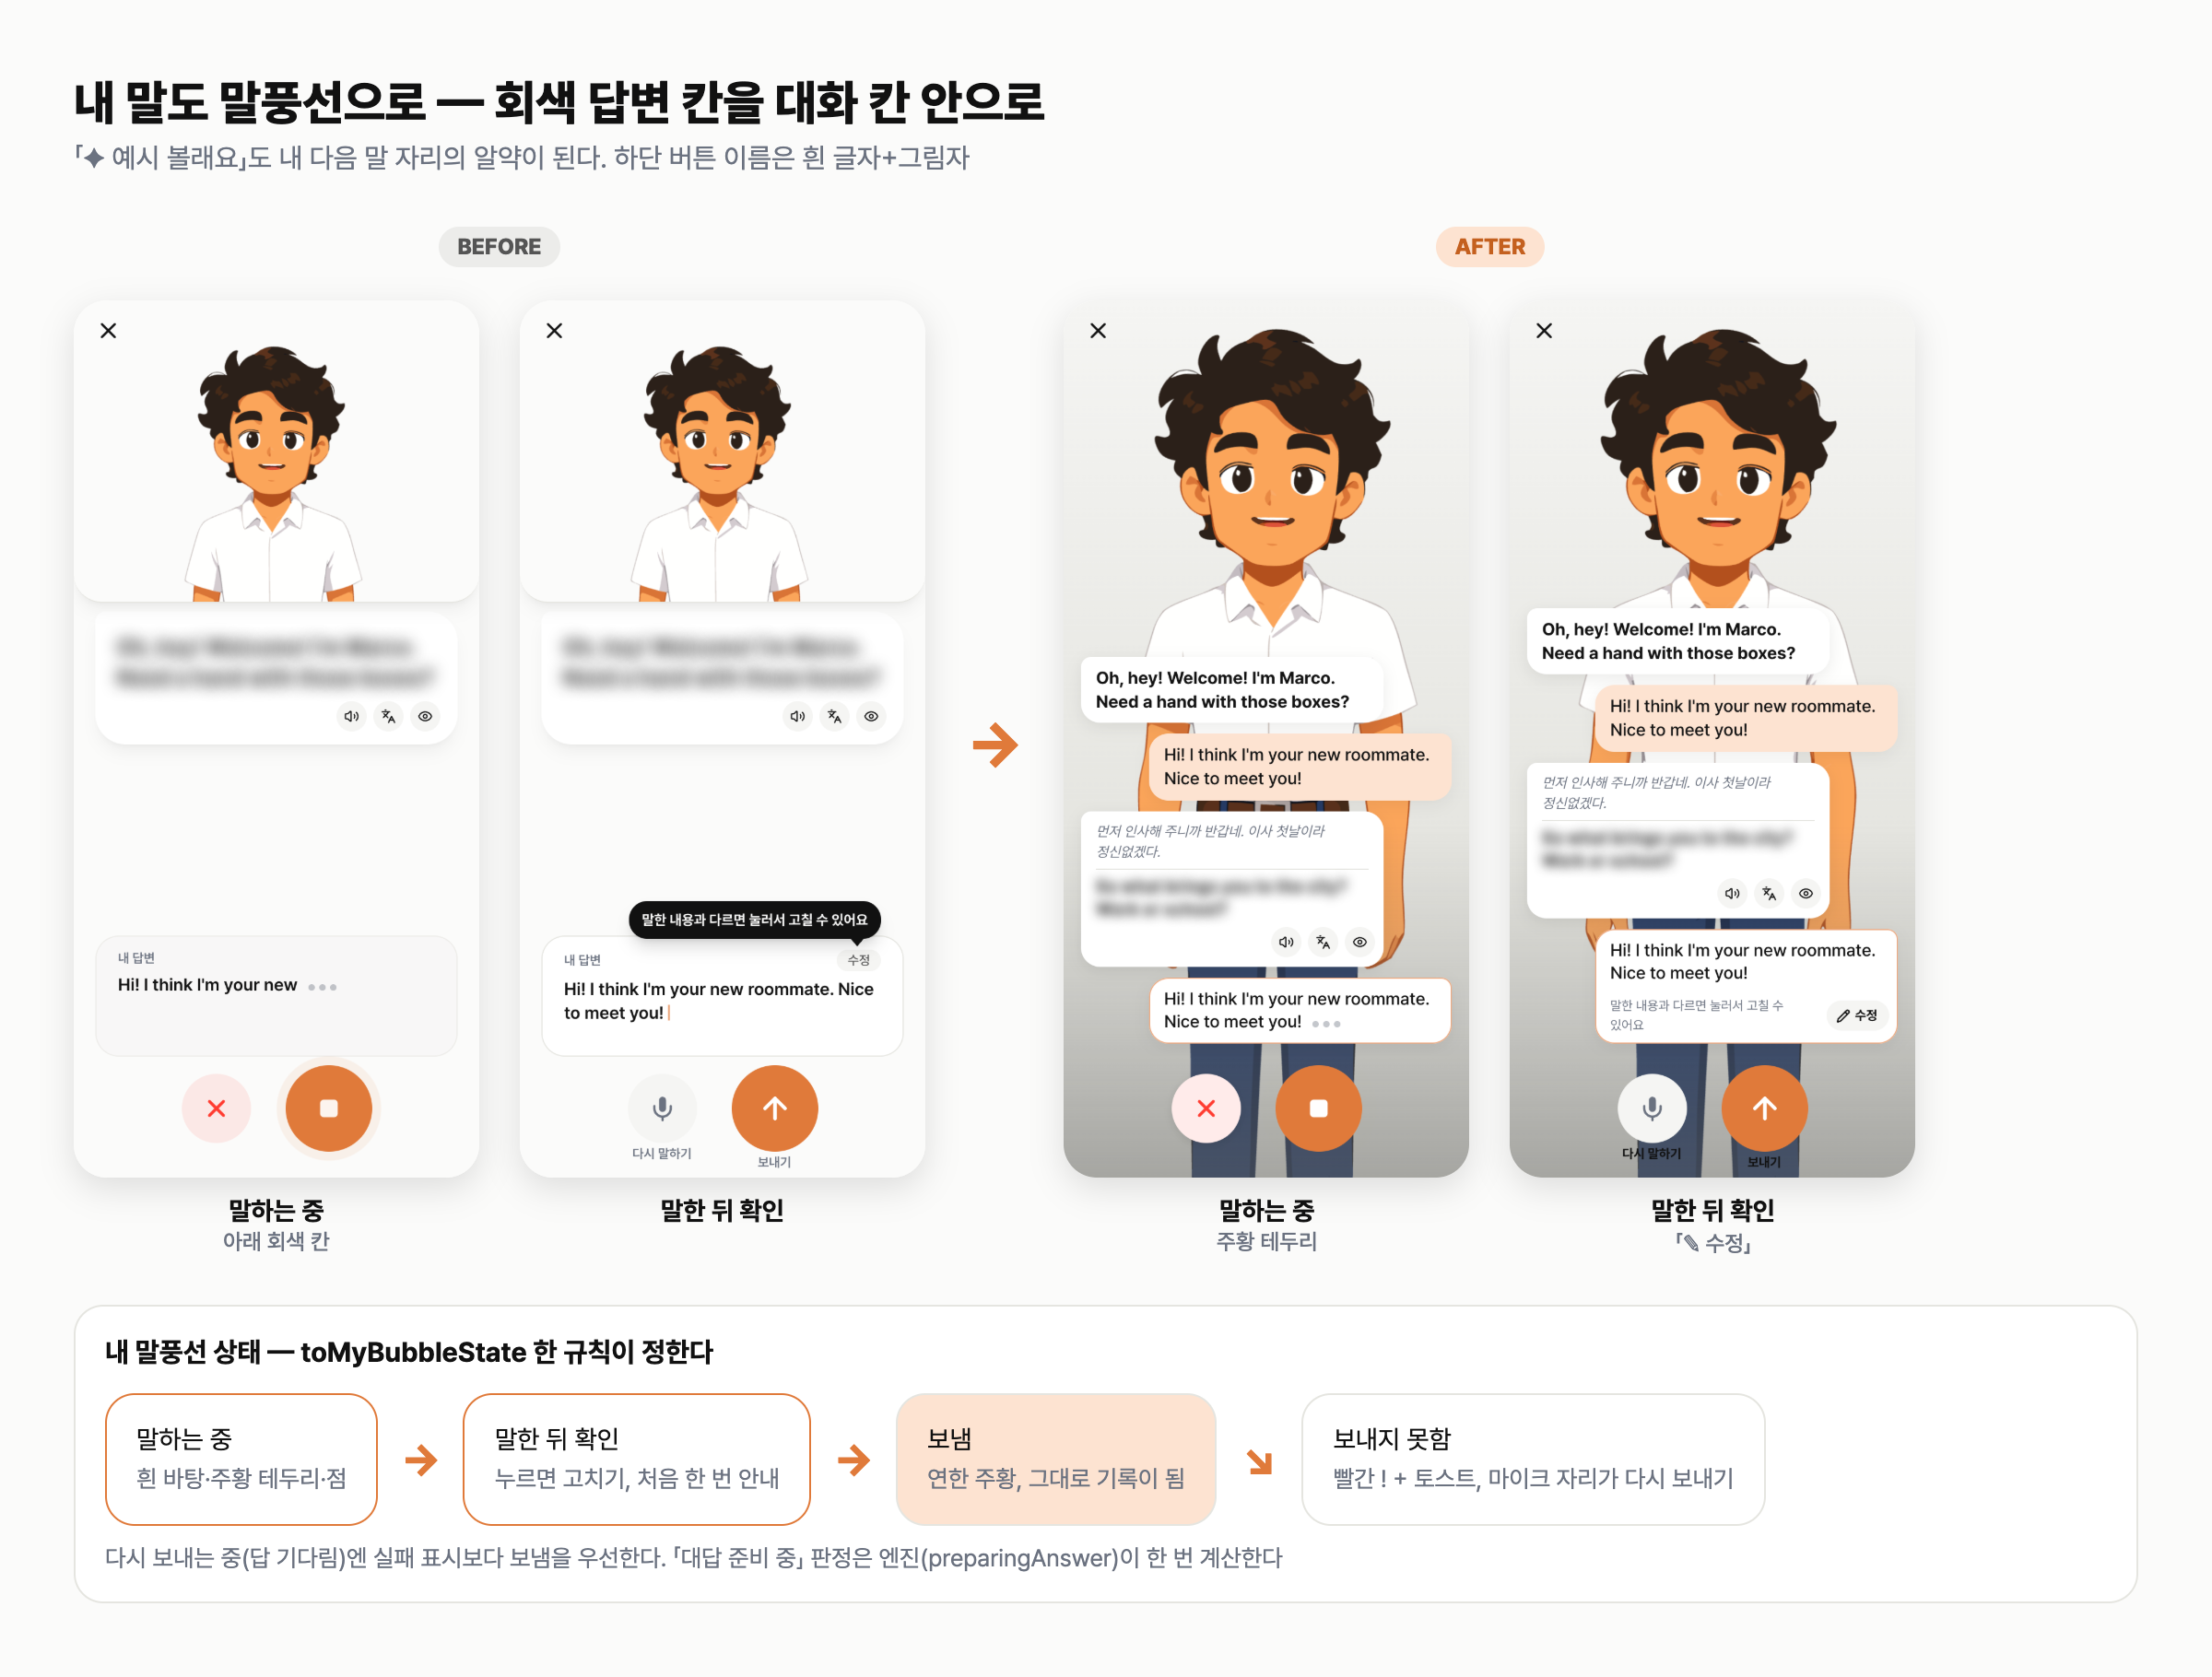 내 말도 말풍선으로 — 회색 답변 칸을 대화 칸 안으로
「✦ 예시 볼래요」도 내 다음 말 자리의 알약이 된다. 하단 버튼 이름은 흰 글자+그림자
BEFORE
내 답변
Hi! I think I'm your new
말하는 중
아래 회색 칸
말한 내용과 다르면 눌러서 고칠 수 있어요
내 답변
수정
Hi! I think I'm your new roommate. Nice
to meet you!
다시 말하기
보내기
말한 뒤 확인
AFTER
Oh, hey! Welcome! I'm Marco.
Need a hand with those boxes?
Hi! I think I'm your new roommate.
Nice to meet you!
먼저 인사해 주니까 반갑네. 이사 첫날이라
정신없겠다.
Hi! I think I'm your new roommate.
Nice to meet you!
말하는 중
주황 테두리
Oh, hey! Welcome! I'm Marco.
Need a hand with those boxes?
Hi! I think I'm your new roommate.
Nice to meet you!
먼저 인사해 주니까 반갑네. 이사 첫날이라
정신없겠다.
Hi! I think I'm your new roommate.
Nice to meet you!
말한 내용과 다르면 눌러서 고칠 수
있어요
수정
다시 말하기
보내기
말한 뒤 확인
「✎ 수정」
내 말풍선 상태 — toMyBubbleState 한 규칙이 정한다
말하는 중
흰 바탕·주황 테두리·점
말한 뒤 확인
누르면 고치기, 처음 한 번 안내
보냄
연한 주황, 그대로 기록이 됨
보내지 못함
빨간 ! + 토스트, 마이크 자리가 다시 보내기
다시 보내는 중(답 기다림)엔 실패 표시보다 보냄을 우선한다. 「대답 준비 중」 판정은 엔진(preparingAnswer)이 한 번 계산한다